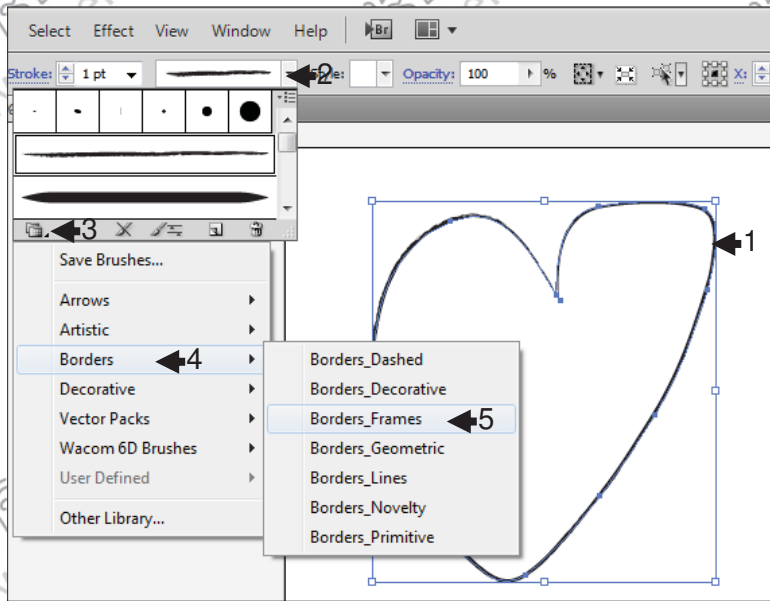 Select Effect View Window Help Br
Stroke: 1 pt 2 Opacity: 100 % X:
3
1
Save Brushes...
Arrows
Artistic
Borders 4
Decorative
Vector Packs
Wacom 6D Brushes
User Defined
Other Library...
Borders_Dashed
Borders_Decorative
Borders_Frames 5
Borders_Geometric
Borders_Lines
Borders_Novelty
Borders_Primitive